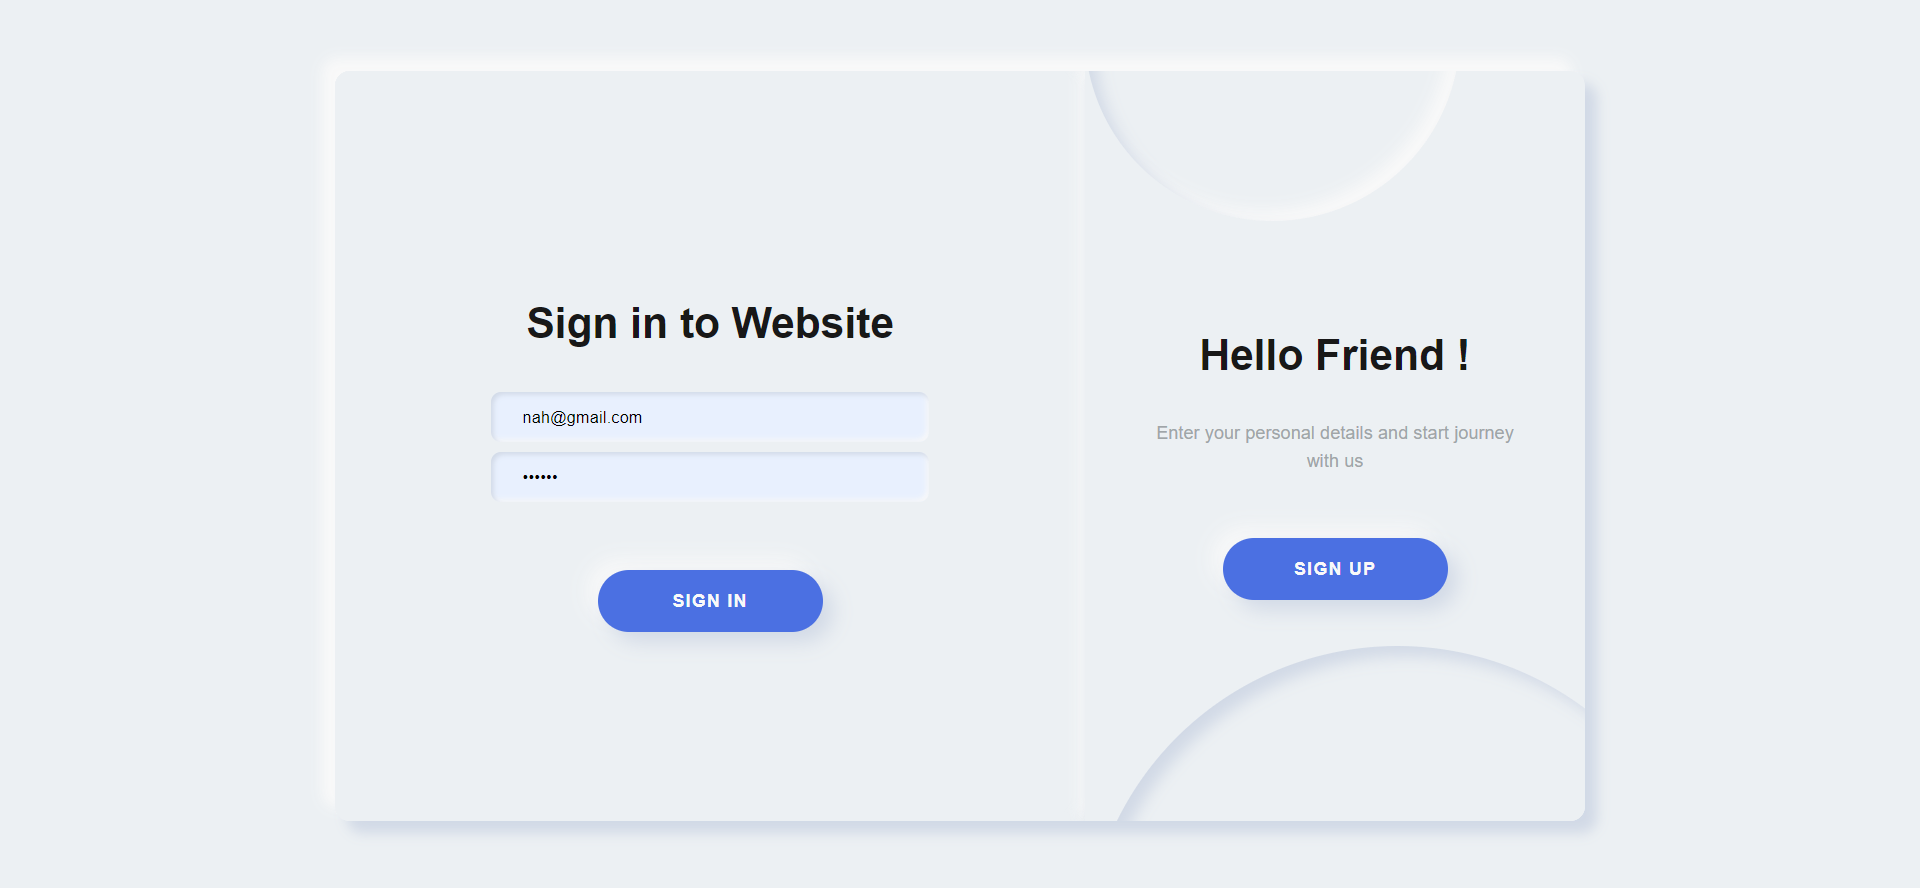 Sign in to Website
nah@gmail.com
••••••
SIGN IN
Hello Friend !
Enter your personal details and start journey
with us
SIGN UP